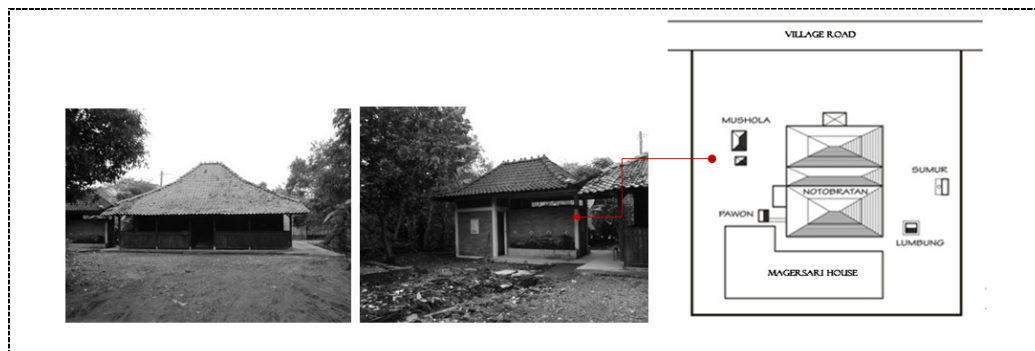 VILLAGE ROAD
MUSHOLA
SUMUR
NOTOBRATAN
PAWON
LUMBUNG
MAGERSARI HOUSE